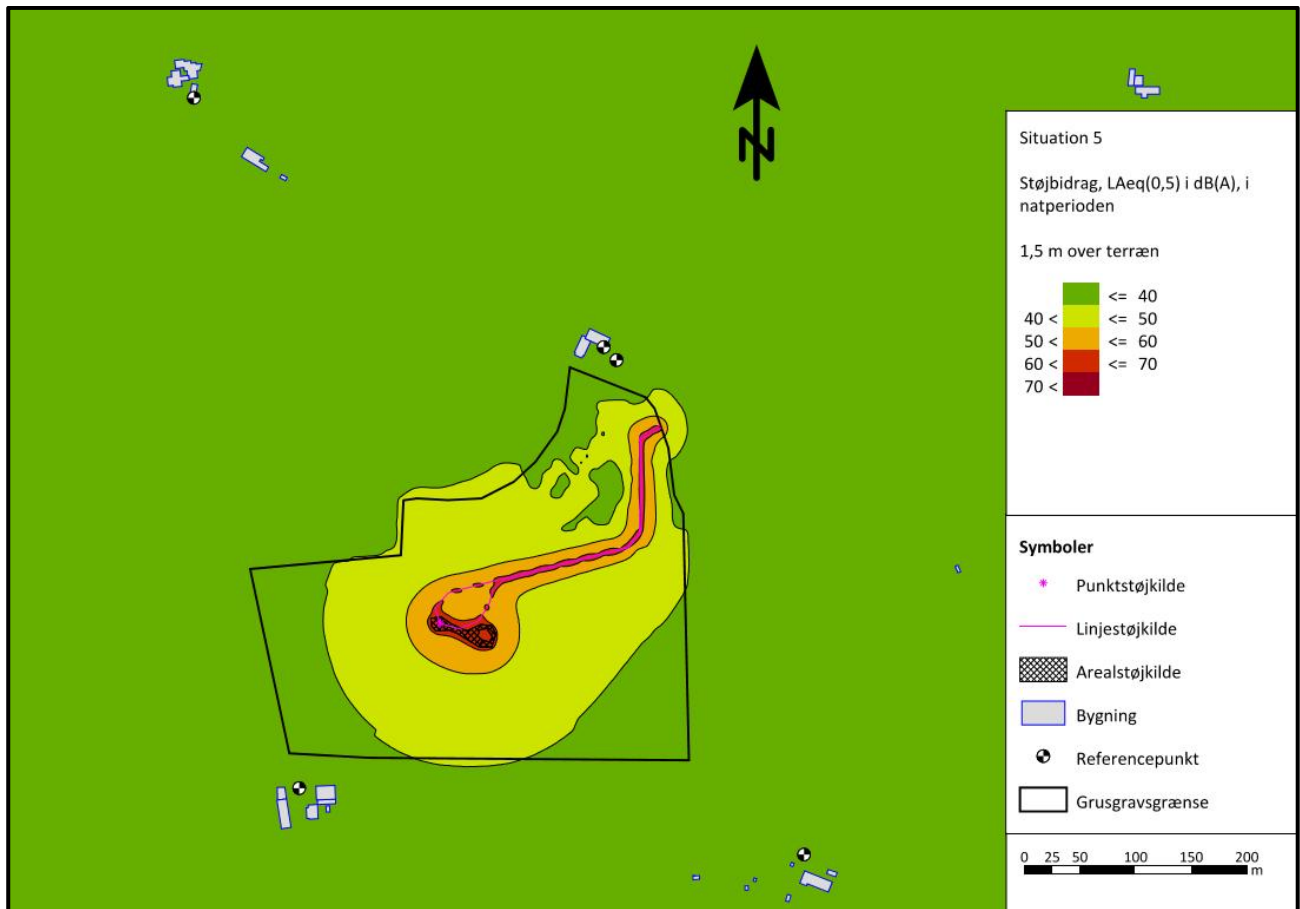 N
Situation 5
Støjbidrag, LAeq(0,5) i dB(A), i
natperioden
1,5 m over terræn
<= 40
40 < <= 50
50 < <= 60
60 < <= 70
70 <
Symboler
Punktstøjkilde
Linjestøjkilde
Arealstøjkilde
Bygning
Referencepunkt
Grusgravsgrænse
0 25 50 100 150 200
m